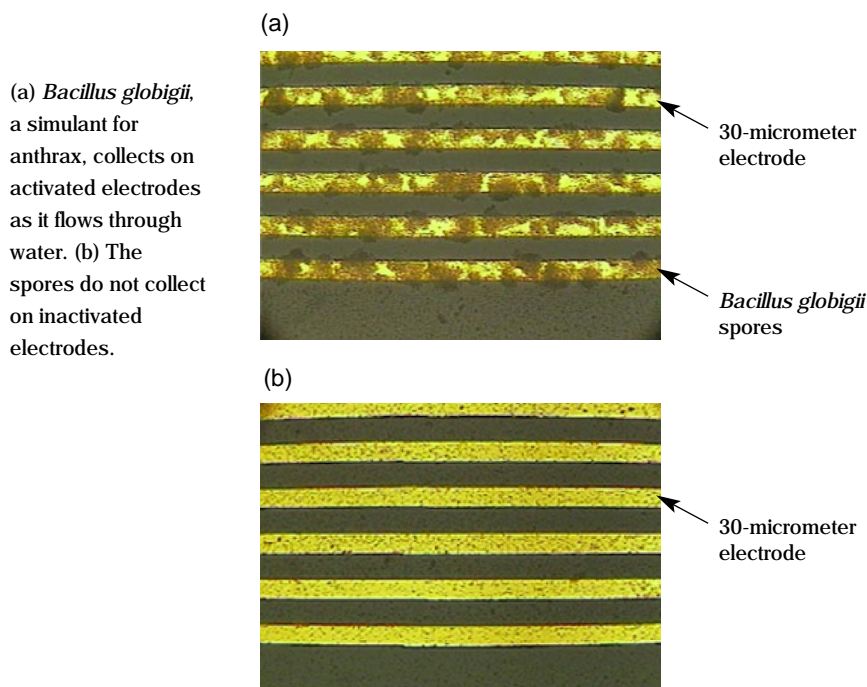 (a)
(a) Bacillus globigii,
a simulant for
anthrax, collects on
activated electrodes
as it flows through
water. (b) The
spores do not collect
on inactivated
electrodes.
30-micrometer
electrode
Bacillus globigii
spores
(b)
30-micrometer
electrode